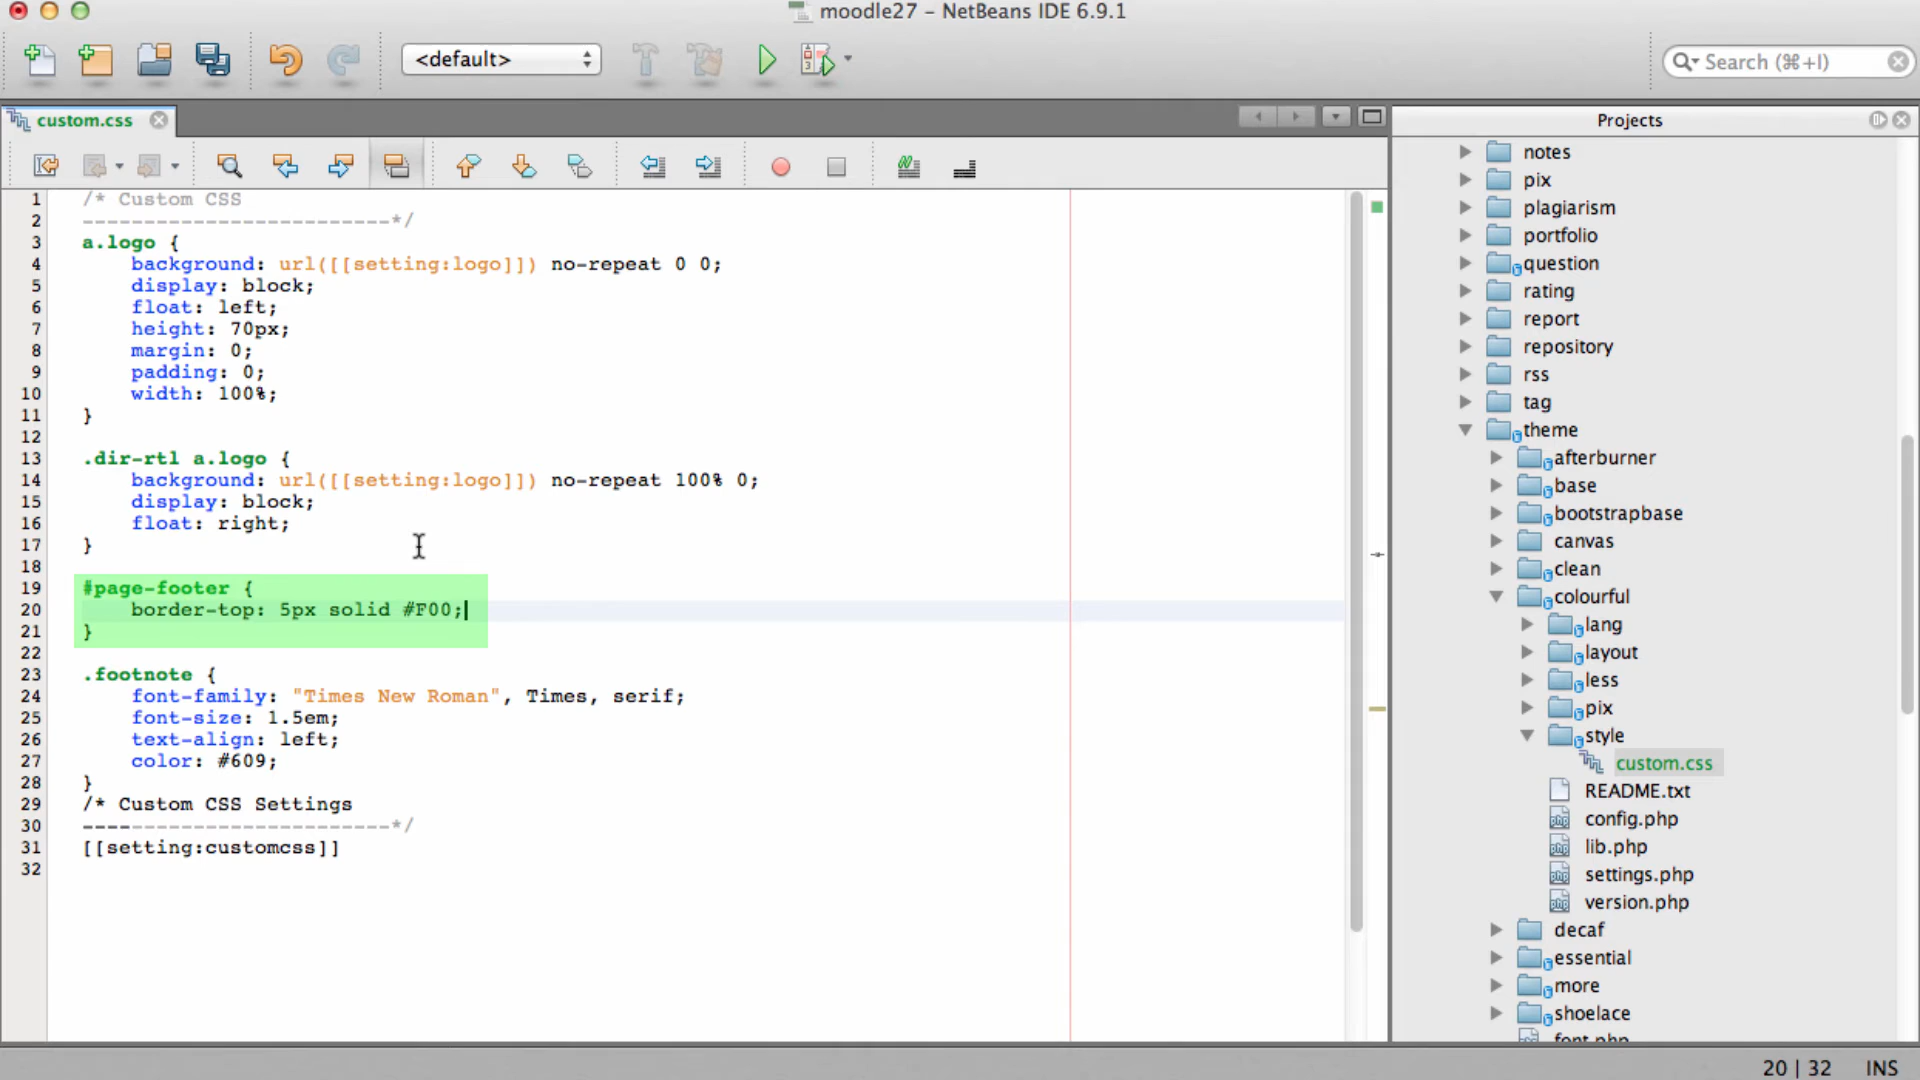 moodle27 – NetBeans IDE 6.9.1
<default>
Search (⌘+I)
custom.css
Projects
1 /* Custom CSS
2 -------------------------*/
3 a.logo {
4 background: url([[setting:logo]]) no-repeat 0 0;
5 display: block;
6 float: left;
7 height: 70px;
8 margin: 0;
9 padding: 0;
10 width: 100%;
11 }
12
13 .dir-rtl a.logo {
14 background: url([[setting:logo]]) no-repeat 100% 0;
15 display: block;
16 float: right;
17 }
18
19 #page-footer {
20 border-top: 5px solid #F00;
21 }
22
23 .footnote {
24 font-family: "Times New Roman", Times, serif;
25 font-size: 1.5em;
26 text-align: left;
27 color: #609;
28 }
29 /* Custom CSS Settings
30 -------------------------*/
31 [[setting:customcss]]
32
notes
pix
plagiarism
portfolio
question
rating
report
repository
rss
tag
theme
afterburner
base
bootstrapbase
canvas
clean
colourful
lang
layout
less
pix
style
custom.css
README.txt
config.php
lib.php
settings.php
version.php
decaf
essential
more
shoelace
font.php
20 | 32 INS